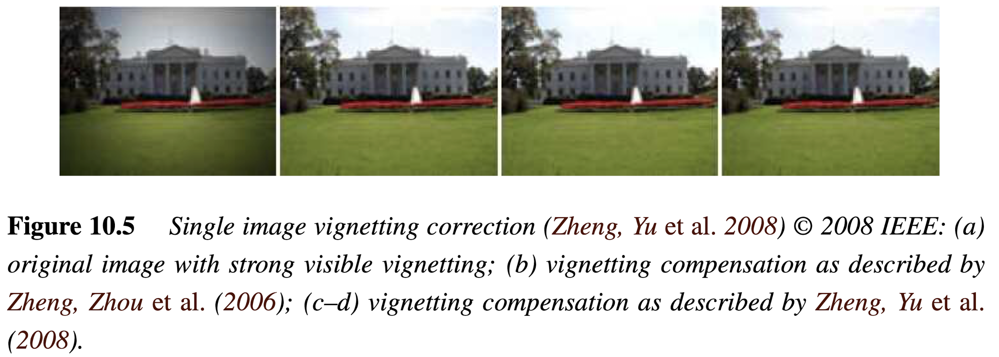 Figure 10.5 Single image vignetting correction (Zheng, Yu et al. 2008) © 2008 IEEE: (a)
original image with strong visible vignetting; (b) vignetting compensation as described by
Zheng, Zhou et al. (2006); (c–d) vignetting compensation as described by Zheng, Yu et al.
(2008).